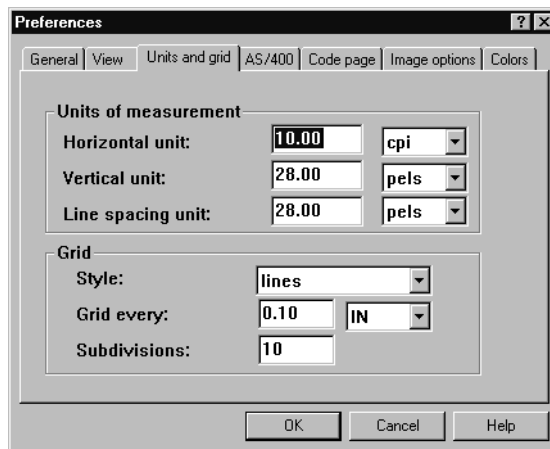 Preferences ? X
General View Units and grid AS/400 Code page Image options Colors
Units of measurement
Horizontal unit: 10.00 cpi
Vertical unit: 28.00 pels
Line spacing unit: 28.00 pels
Grid
Style: lines
Grid every: 0.10 IN
Subdivisions: 10
OK Cancel Help